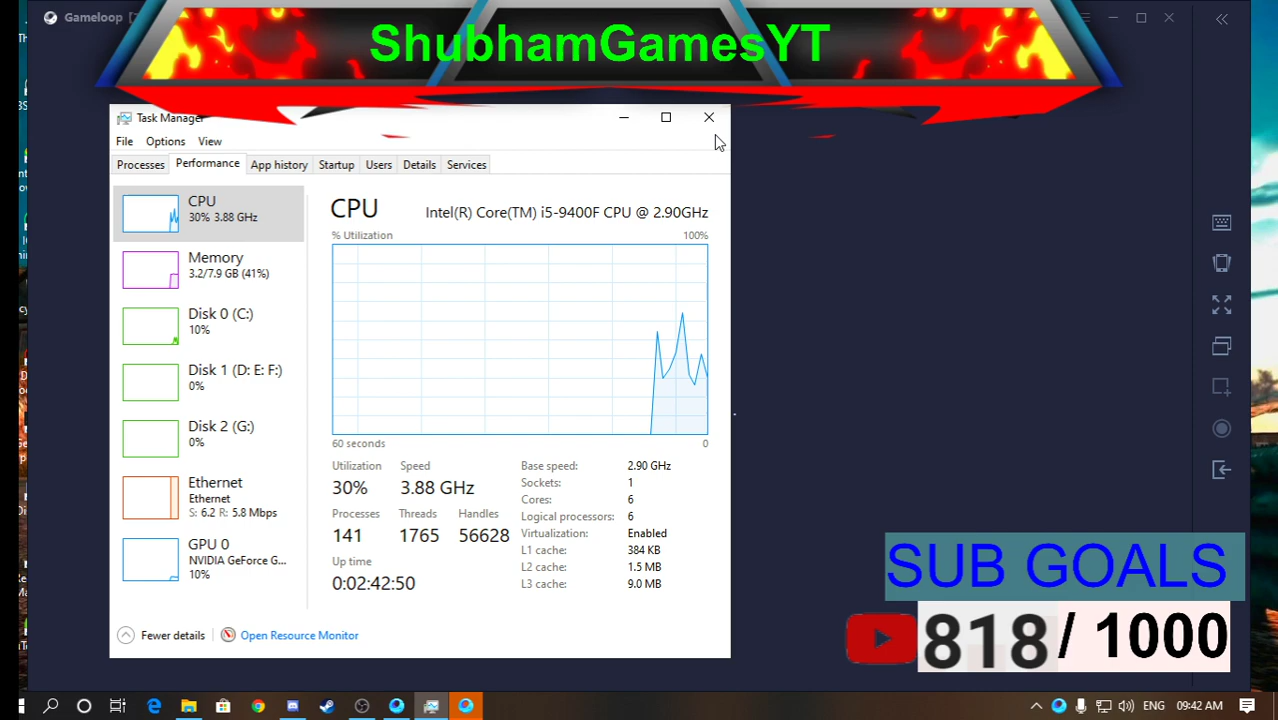 Gameloop
ShubhamGamesYT
Task Manager
File Options View
Processes Performance App history Startup Users Details Services
CPU
30% 3.88 GHz
Memory
3.2/7.9 GB (41%)
Disk 0 (C:)
10%
Disk 1 (D: E: F:)
0%
Disk 2 (G:)
0%
Ethernet
Ethernet
S: 6.2 R: 5.8 Mbps
GPU 0
NVIDIA GeForce G...
10%
CPU Intel(R) Core(TM) i5-9400F CPU @ 2.90GHz
% Utilization 100%
60 seconds 0
Utilization Speed
30% 3.88 GHz
Processes Threads Handles
141 1765 56628
Up time
0:02:42:50
Base speed: 2.90 GHz
Sockets: 1
Cores: 6
Logical processors: 6
Virtualization: Enabled
L1 cache: 384 KB
L2 cache: 1.5 MB
L3 cache: 9.0 MB
Fewer details Open Resource Monitor
SUB GOALS
818 / 1000
ENG 09:42 AM